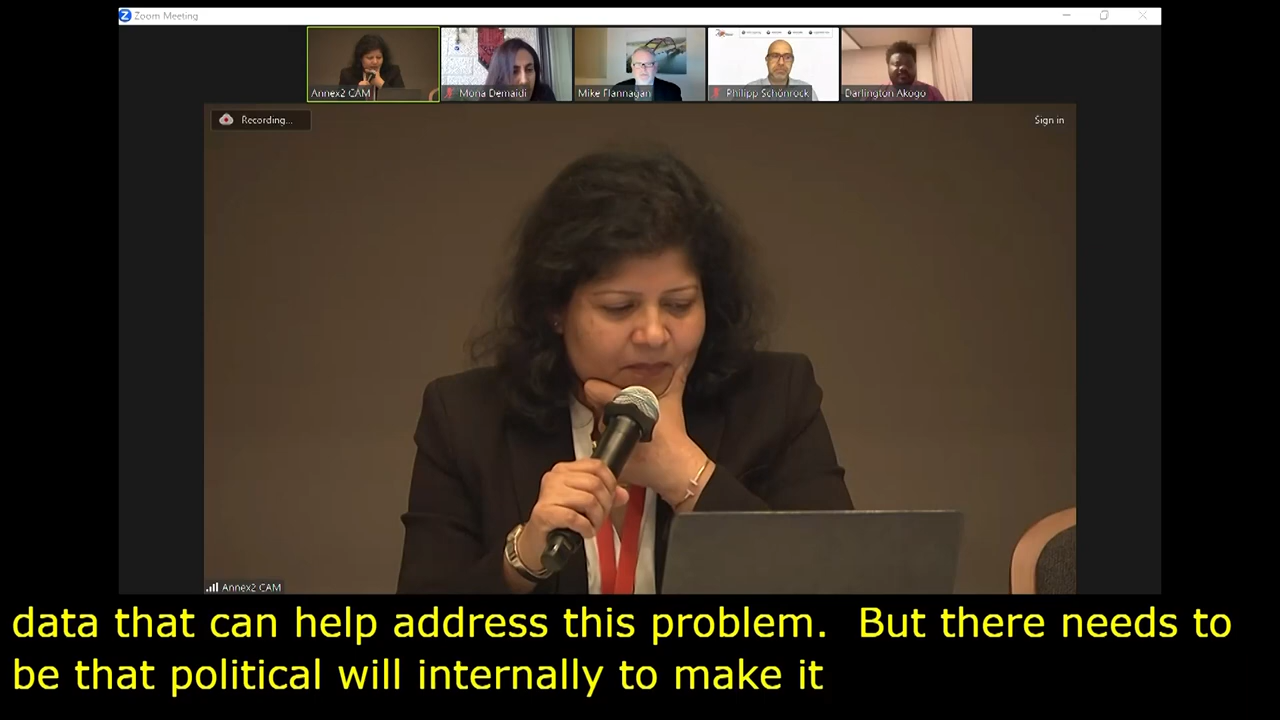 Zoom Meeting
Annex2 CAM
Mona Demaidi
Mike Flannagan
Philipp Schönrock
Darlington Akogo
Recording...
Sign in
Annex2 CAM
data that can help address this problem.  But there needs to
be that political will internally to make it